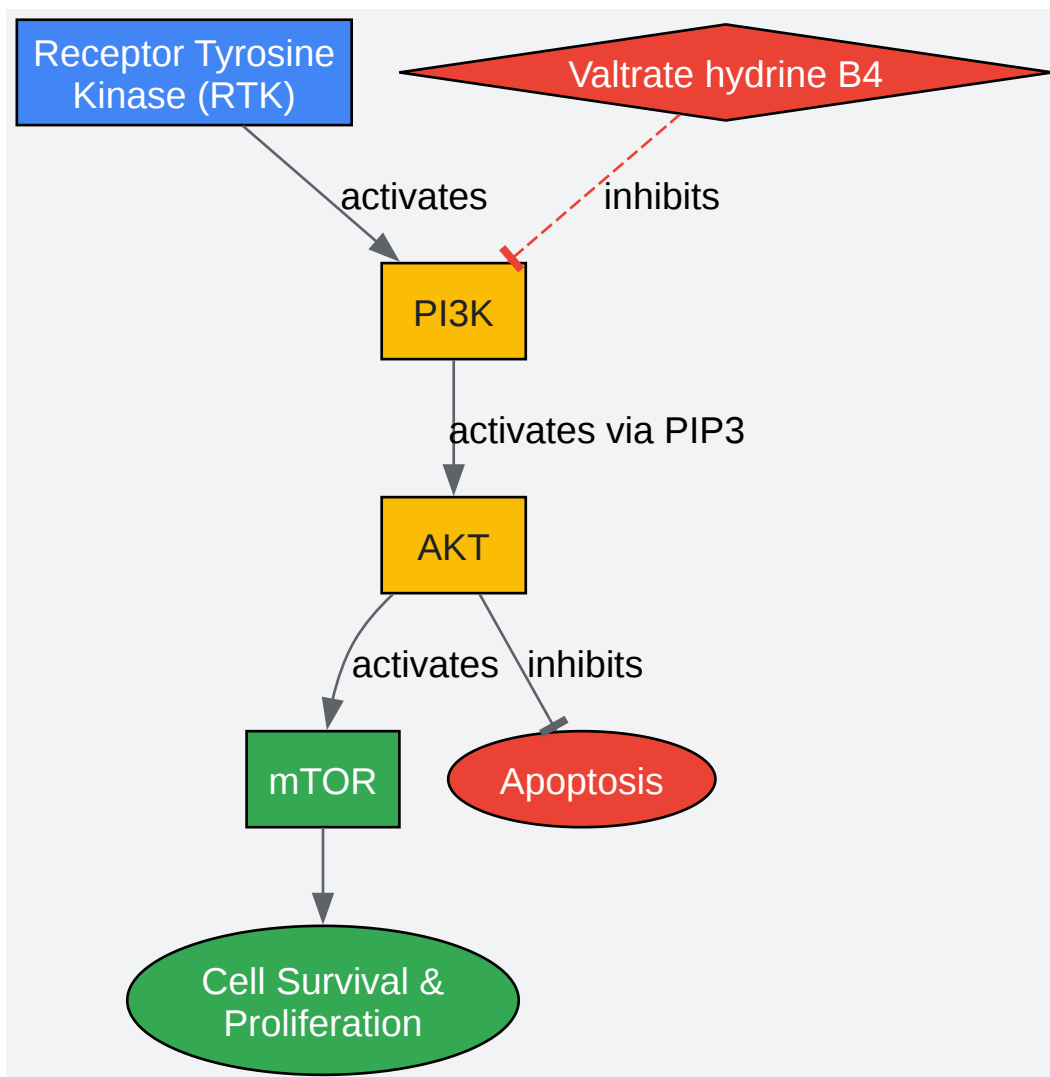 Receptor Tyrosine
Kinase (RTK)
Valtrate hydrine B4
activates
inhibits
PI3K
activates via PIP3
AKT
activates
inhibits
mTOR
Apoptosis
Cell Survival &
Proliferation